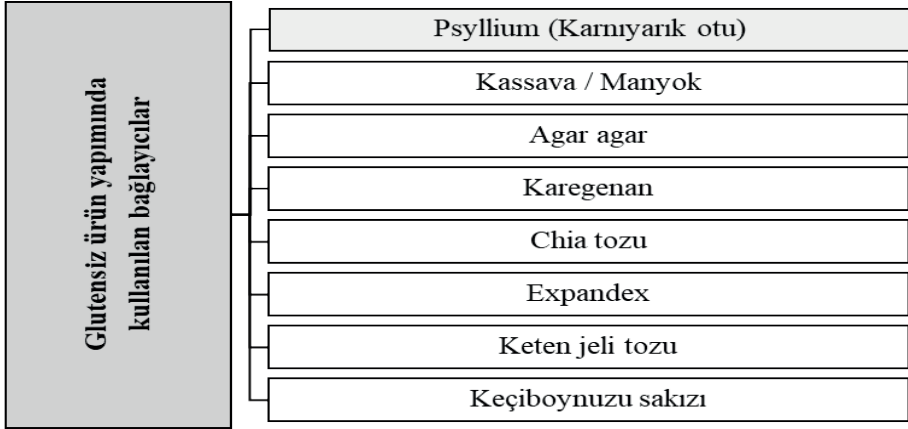 Glutensiz ürün yapımında
kullanılan bağlayıcılar
Psyllium (Karnıyarık otu)
Kassava / Manyok
Agar agar
Karegenan
Chia tozu
Expandex
Keten jeli tozu
Keçiboynuzu sakızı